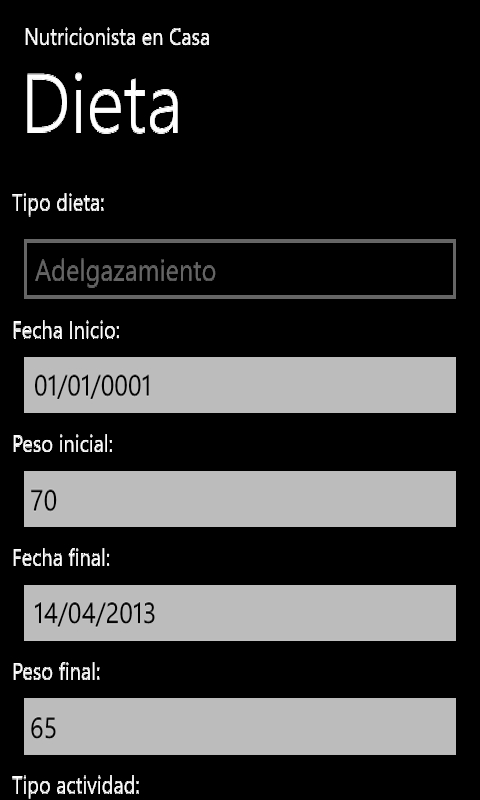 Nutricionista en Casa
Dieta
Tipo dieta:
Adelgazamiento
Fecha Inicio:
01/01/0001
Peso inicial:
70
Fecha final:
14/04/2013
Peso final:
65
Tipo actividad: